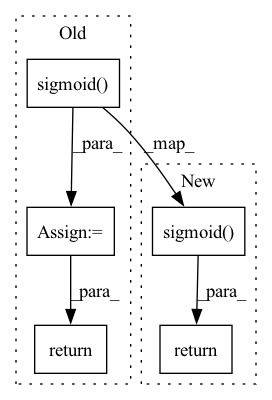 Old
sigmoid()
_para_
_map_
New
Assign:=
sigmoid()
_para_
_para_
return
return